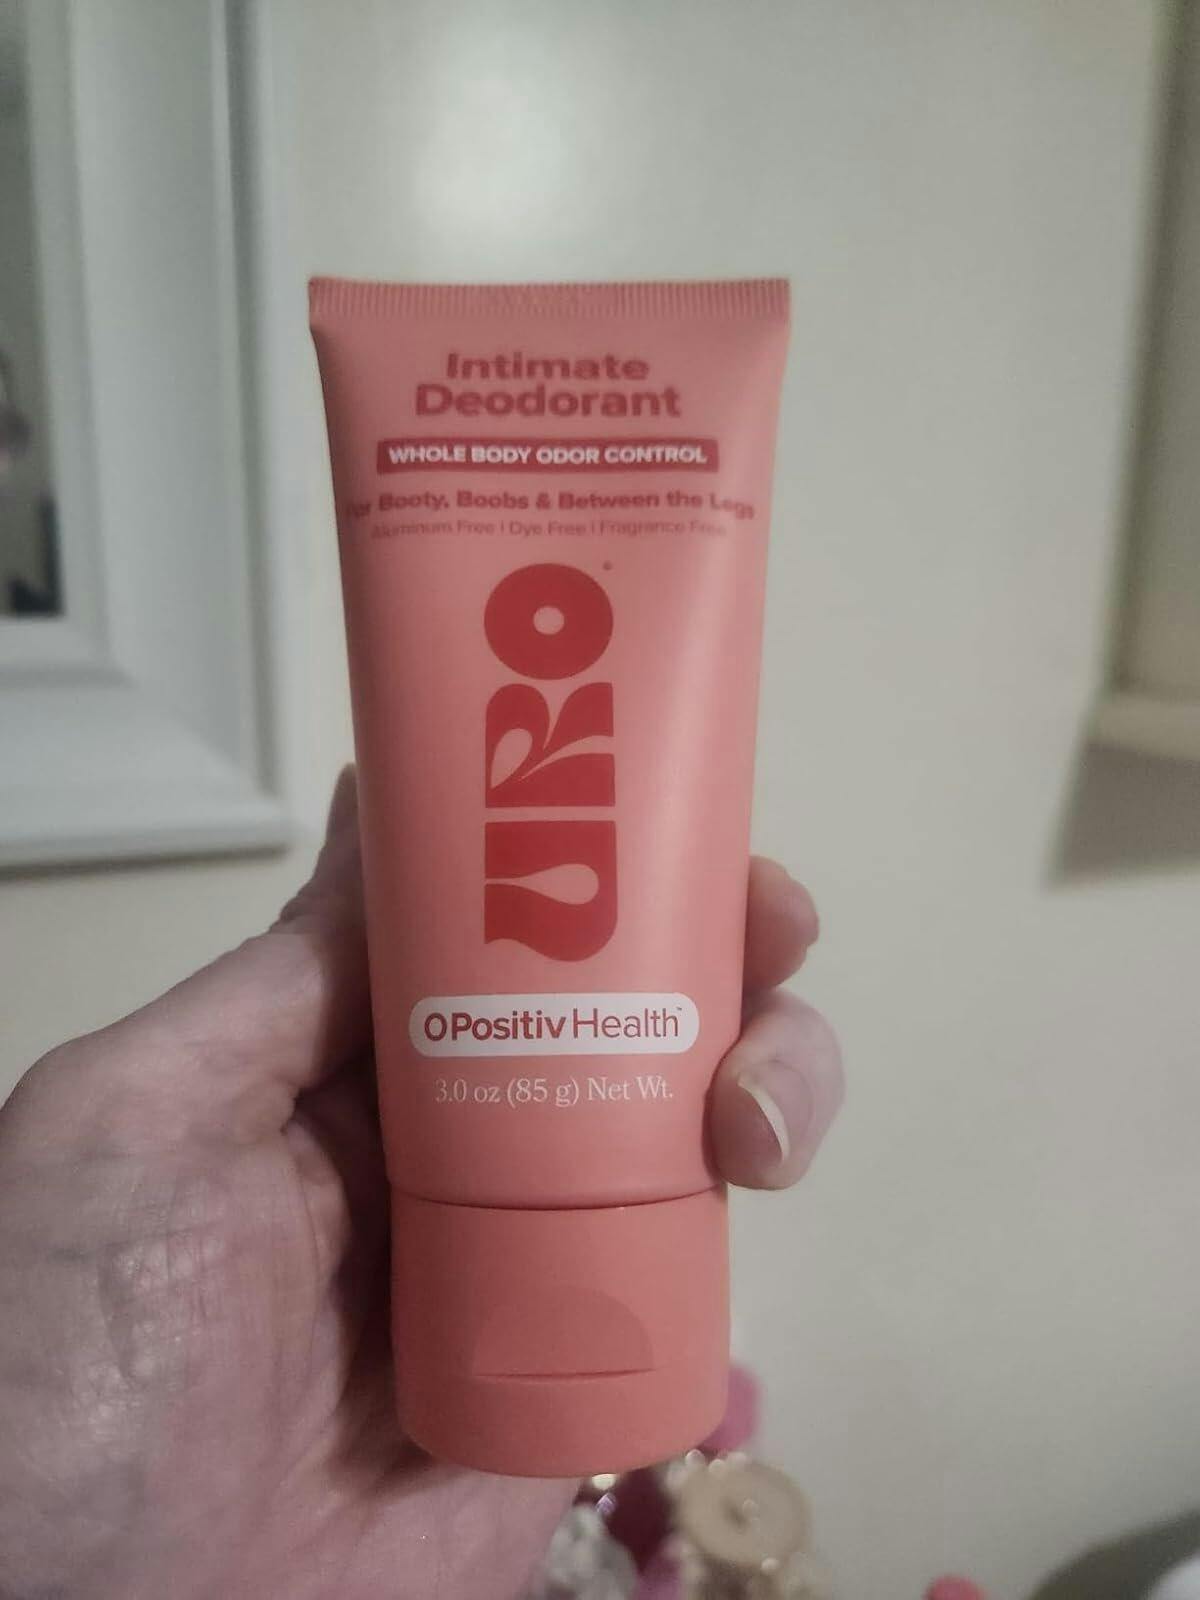 Intimate
Deodorant
WHOLE BODY ODOR CONTROL
For Booty, Boobs & Between the Legs
Aluminum Free | Dye Free | Fragrance Free
URO
OPositiv Health™
3.0 oz (85 g) Net Wt.